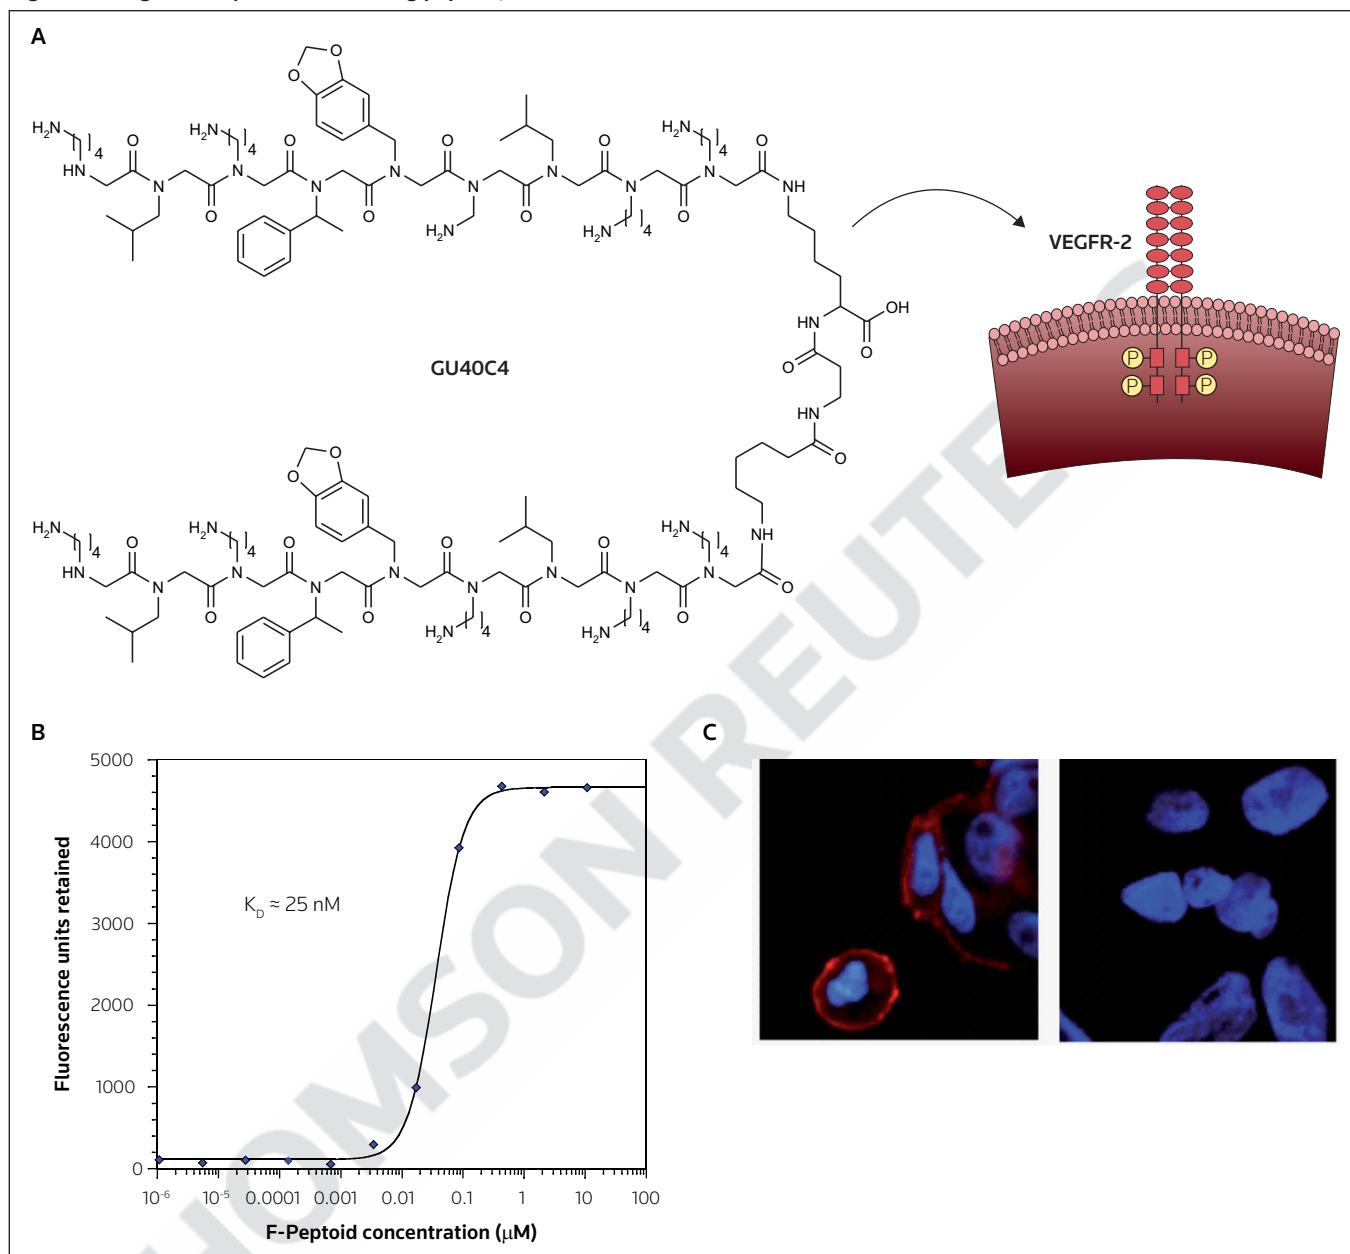 A
O
O
H₂N
4
HN
O
N
O
H₂N
4
N
O
N
O
N
O
N
H₂N
O
N
O
N
H₂N
4
O
H₂N
4
N
O
NH
VEGFR-2
HN
OH
O
O
HN
O
P
P
P
P
GU40C4
O
O
H₂N
4
HN
O
N
O
H₂N
4
N
O
N
O
N
O
N
H₂N
4
O
N
O
N
H₂N
4
O
H₂N
4
N
NH
O
B
C
5000
4000
3000
2000
1000
0
K_D ≈ 25 nM
Fluorescence units retained
10⁻⁶ 10⁻⁵ 0.0001 0.001 0.01 0.1 1 10 100
F-Peptoid concentration (μM)
THOMSON REUTERS